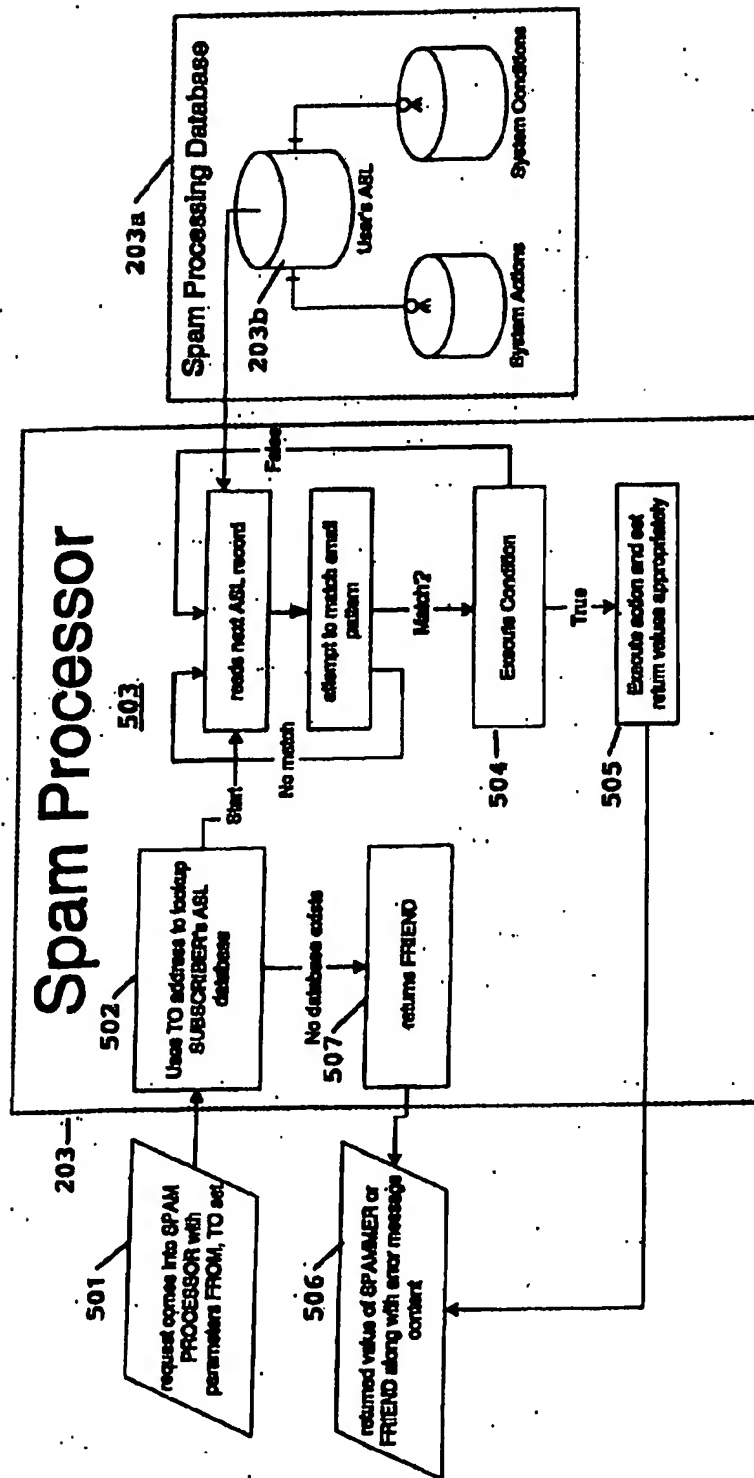 Spam Processor
203
503
501
request comes into SPAM
PROCESSOR with
parameters FROM, TO set
502
Uses TO address to lookup
SUBSCRIBER's ASL
database
Start
No database exists
507
returns FRIEND
506
returned value of SPAMMER or
FRIEND along with error message
content
reads next ASL record
False
No match
attempt to match email
pattern
Match?
504
Execute Condition
True
505
Execute action and set
return values appropriately
203a
Spam Processing Database
203b
User's ASL
System Actions
System Conditions